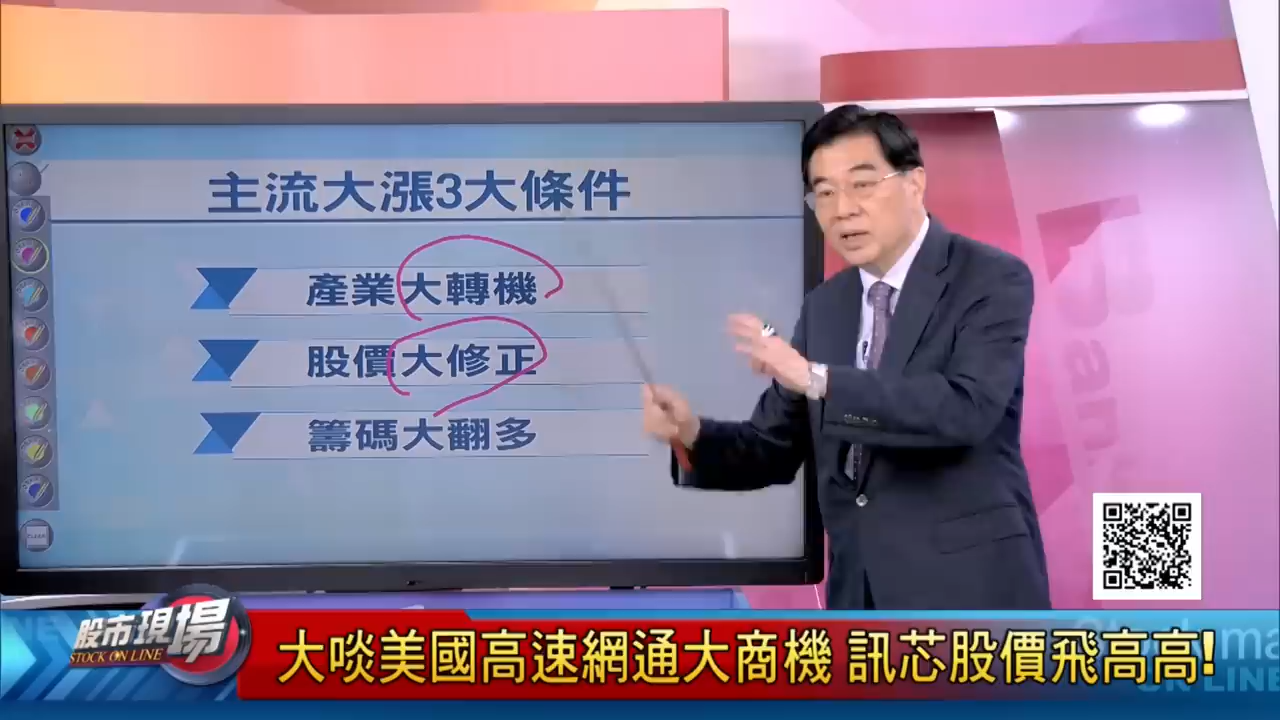 主流大漲3大條件
產業大轉機
股價大修正
籌碼大翻多
CLEAR
股市現場
STOCK ON LINE
大啖美國高速網通大商機 訊芯股價飛高高!